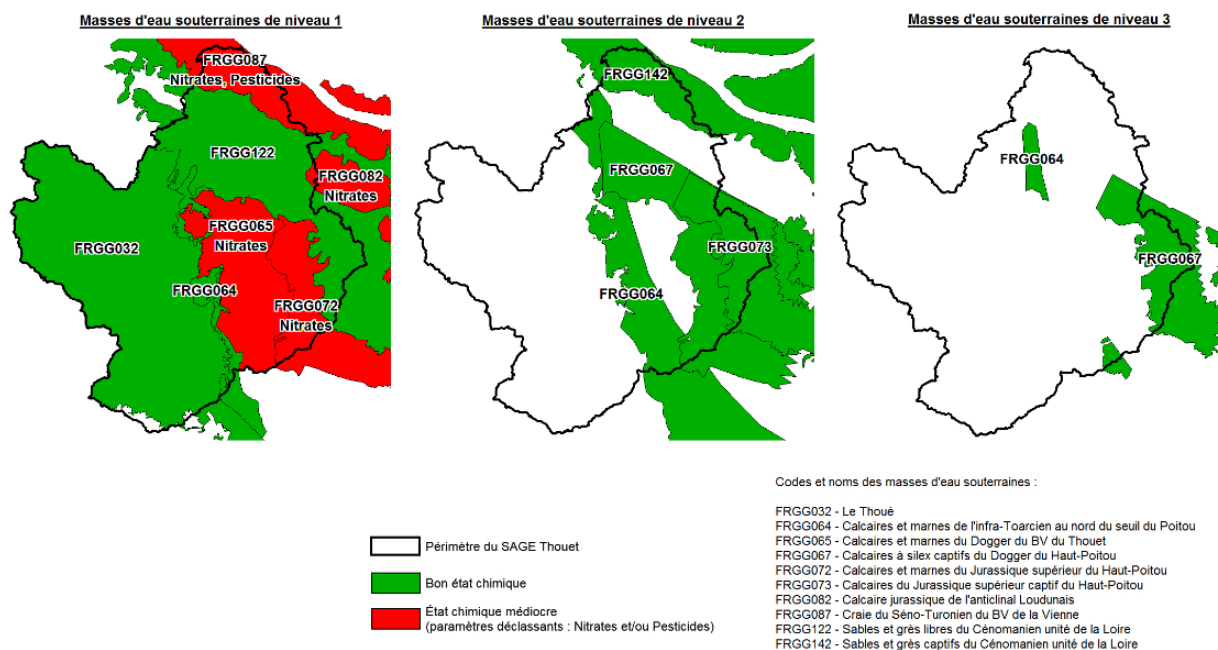 Masses d'eau souterraines de niveau 1
Masses d'eau souterraines de niveau 2
Masses d'eau souterraines de niveau 3
FRGG087
Nitrates, Pesticides
FRGG122
FRGG082
Nitrates
FRGG065
Nitrates
FRGG032
FRGG064
FRGG072
Nitrates
FRGG142
FRGG067
FRGG073
FRGG064
FRGG064
FRGG067
Périmètre du SAGE Thouet
Bon état chimique
État chimique médiocre
(paramètres déclassants : Nitrates et/ou Pesticides)
Codes et noms des masses d'eau souterraines :
FRGG032 - Le Thoué
FRGG064 - Calcaires et marnes de l'infra-Toarcien au nord du seuil du Poitou
FRGG065 - Calcaires et marnes du Dogger du BV du Thouet
FRGG067 - Calcaires à silex captifs du Dogger du Haut-Poitou
FRGG072 - Calcaires et marnes du Jurassique supérieur du Haut-Poitou
FRGG073 - Calcaires du Jurassique supérieur captif du Haut-Poitou
FRGG082 - Calcaire jurassique de l'anticlinal Loudunais
FRGG087 - Craie du Séno-Turonien du BV de la Vienne
FRGG122 - Sables et grès libres du Cénomanien unité de la Loire
FRGG142 - Sables et grès captifs du Cénomanien unité de la Loire